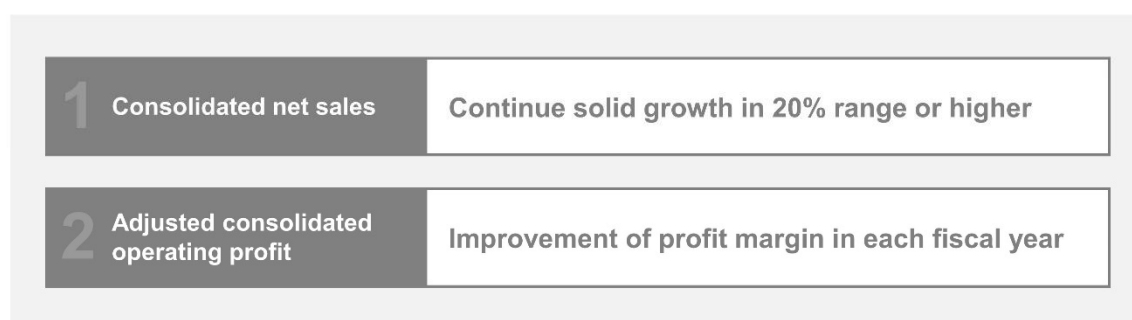 1 Consolidated net sales
Continue solid growth in 20% range or higher
2 Adjusted consolidated
operating profit
Improvement of profit margin in each fiscal year